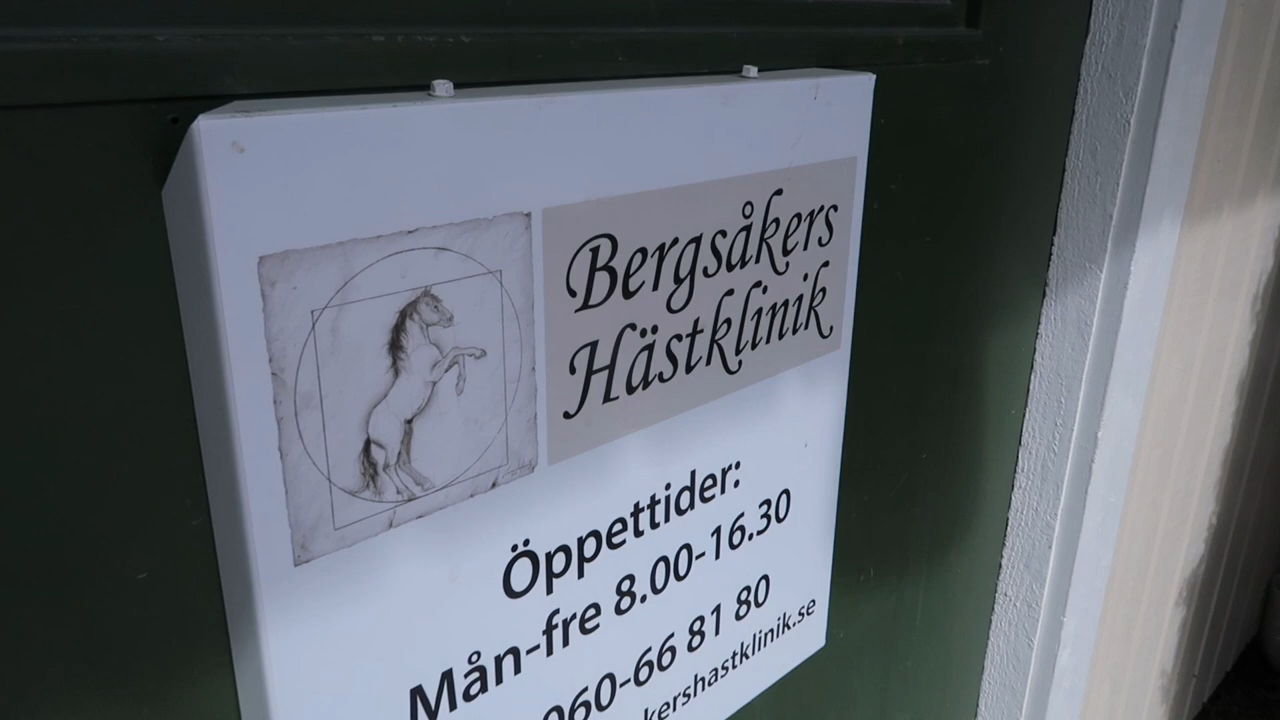 Bergsåkers
Hästklinik
Öppettider:
Mån-fre 8.00-16.30
060-66 81 80
kershastklinik.se